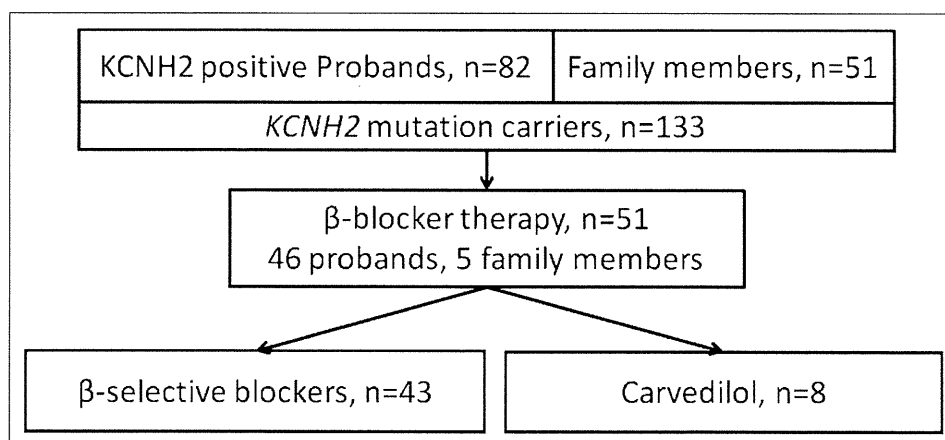 KCNH2 positive Probands, n=82
Family members, n=51
KCNH2 mutation carriers, n=133
β-blocker therapy, n=51
46 probands, 5 family members
β-selective blockers, n=43
Carvedilol, n=8